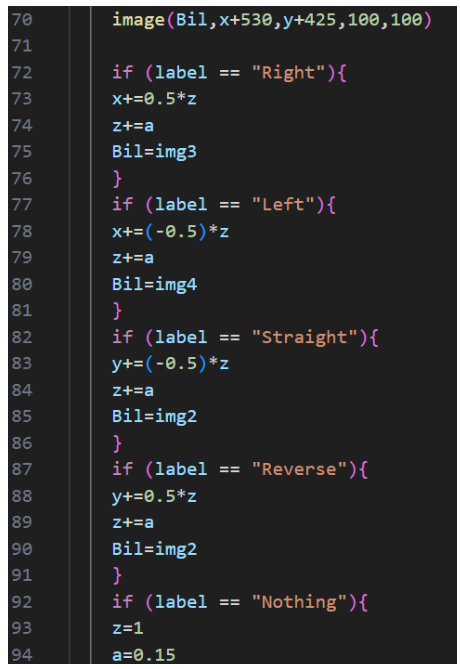 70 image(Bil,x+530,y+425,100,100)
71
72 if (label == "Right"){
73 x+=0.5*z
74 z+=a
75 Bil=img3
76 }
77 if (label == "Left"){
78 x+=(-0.5)*z
79 z+=a
80 Bil=img4
81 }
82 if (label == "Straight"){
83 y+=(-0.5)*z
84 z+=a
85 Bil=img2
86 }
87 if (label == "Reverse"){
88 y+=0.5*z
89 z+=a
90 Bil=img2
91 }
92 if (label == "Nothing"){
93 z=1
94 a=0.15